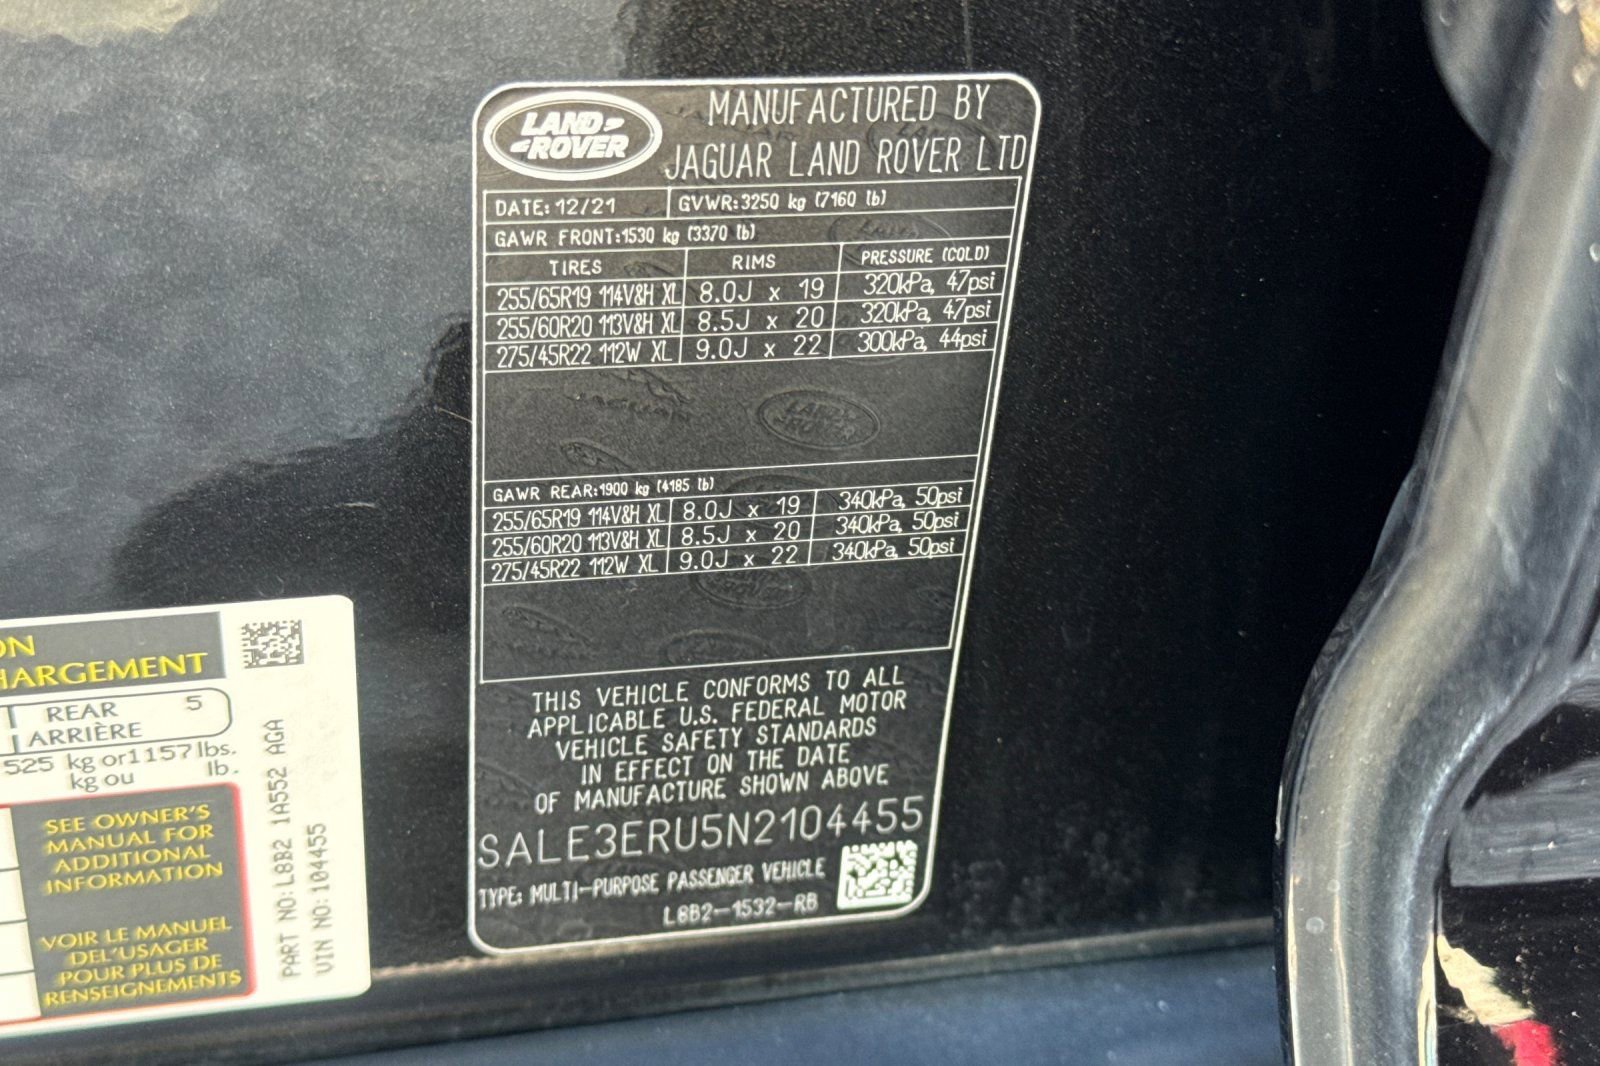 LAND
ROVER
MANUFACTURED BY
JAGUAR LAND ROVER LTD
DATE: 12/21 GVWR: 3250 kg (7160 lb)
GAWR FRONT: 1530 kg (3370 lb)
TIRES RIMS PRESSURE (COLD)
255/65R19 114V&H XL 8.0J x 19 320kPa, 47psi
255/60R20 113V&H XL 8.5J x 20 320kPa, 47psi
275/45R22 112W XL 9.0J x 22 300kPa, 44psi
GAWR REAR: 1900 kg (4185 lb)
255/65R19 114V&H XL 8.0J x 19 340kPa, 50psi
255/60R20 113V&H XL 8.5J x 20 340kPa, 50psi
275/45R22 112W XL 9.0J x 22 340kPa, 50psi
THIS VEHICLE CONFORMS TO ALL
APPLICABLE U.S. FEDERAL MOTOR
VEHICLE SAFETY STANDARDS
IN EFFECT ON THE DATE
OF MANUFACTURE SHOWN ABOVE
SALE3ERU5N2104455
TYPE: MULTI-PURPOSE PASSENGER VEHICLE
L8B2-1532-RB
ON
HARGEMENT
REAR 5
ARRIÈRE
525 kg or 1157 lbs.
kg ou lb.
SEE OWNER'S
MANUAL FOR
ADDITIONAL
INFORMATION
VOIR LE MANUEL
DEL'USAGER
POUR PLUS DE
RENSEIGNEMENTS
PART NO: L8B2 1A552 AGA
VIN NO: 104455